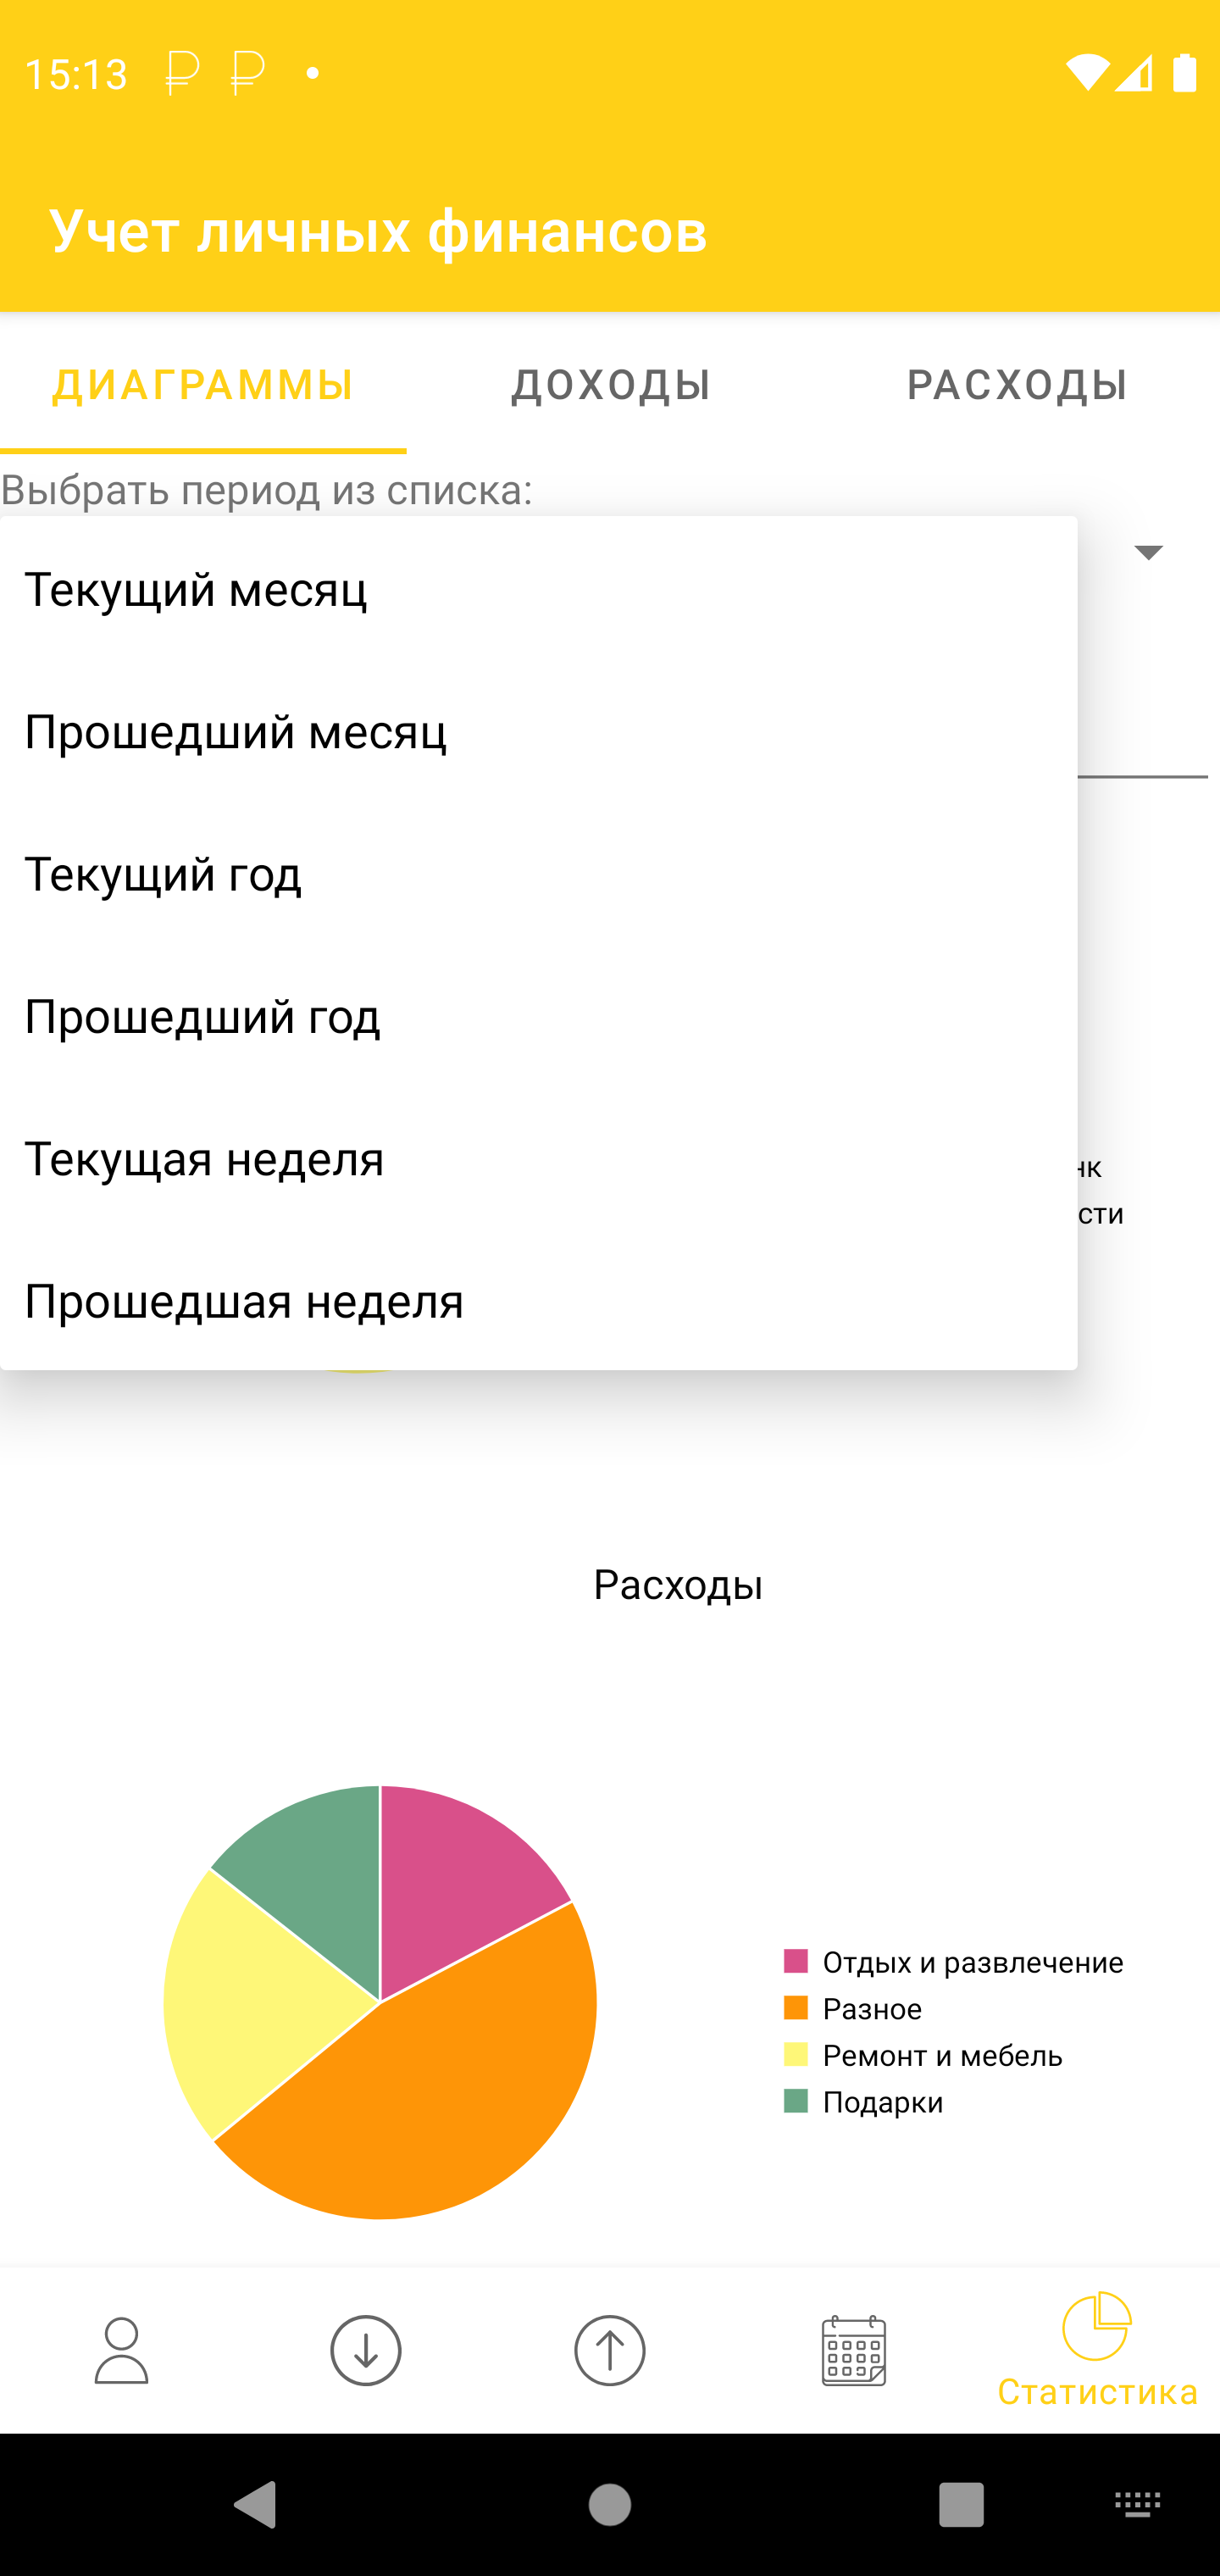 15:13
Учет личных финансов
ДИАГРАММЫ ДОХОДЫ РАСХОДЫ
Выбрать период из списка:
Текущий месяц
Прошедший месяц
Текущий год
Прошедший год
Текущая неделя
нк
сти
Прошедшая неделя
Расходы
Отдых и развлечение
Разное
Ремонт и мебель
Подарки
Статистика